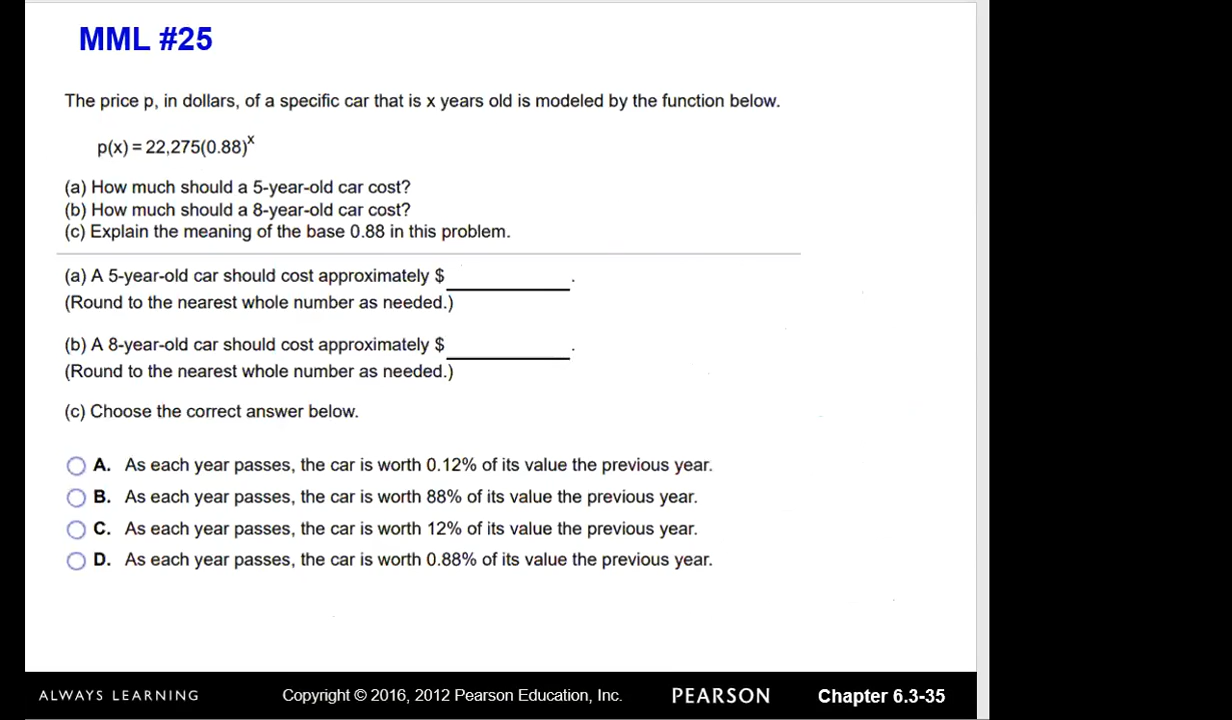 MML #25
The price p, in dollars, of a specific car that is x years old is modeled by the function below.
p(x) = 22,275(0.88)^x
(a) How much should a 5-year-old car cost?
(b) How much should a 8-year-old car cost?
(c) Explain the meaning of the base 0.88 in this problem.
(a) A 5-year-old car should cost approximately $____________.
(Round to the nearest whole number as needed.)
(b) A 8-year-old car should cost approximately $____________.
(Round to the nearest whole number as needed.)
(c) Choose the correct answer below.
A. As each year passes, the car is worth 0.12% of its value the previous year.
B. As each year passes, the car is worth 88% of its value the previous year.
C. As each year passes, the car is worth 12% of its value the previous year.
D. As each year passes, the car is worth 0.88% of its value the previous year.
ALWAYS LEARNING Copyright © 2016, 2012 Pearson Education, Inc. PEARSON Chapter 6.3-35